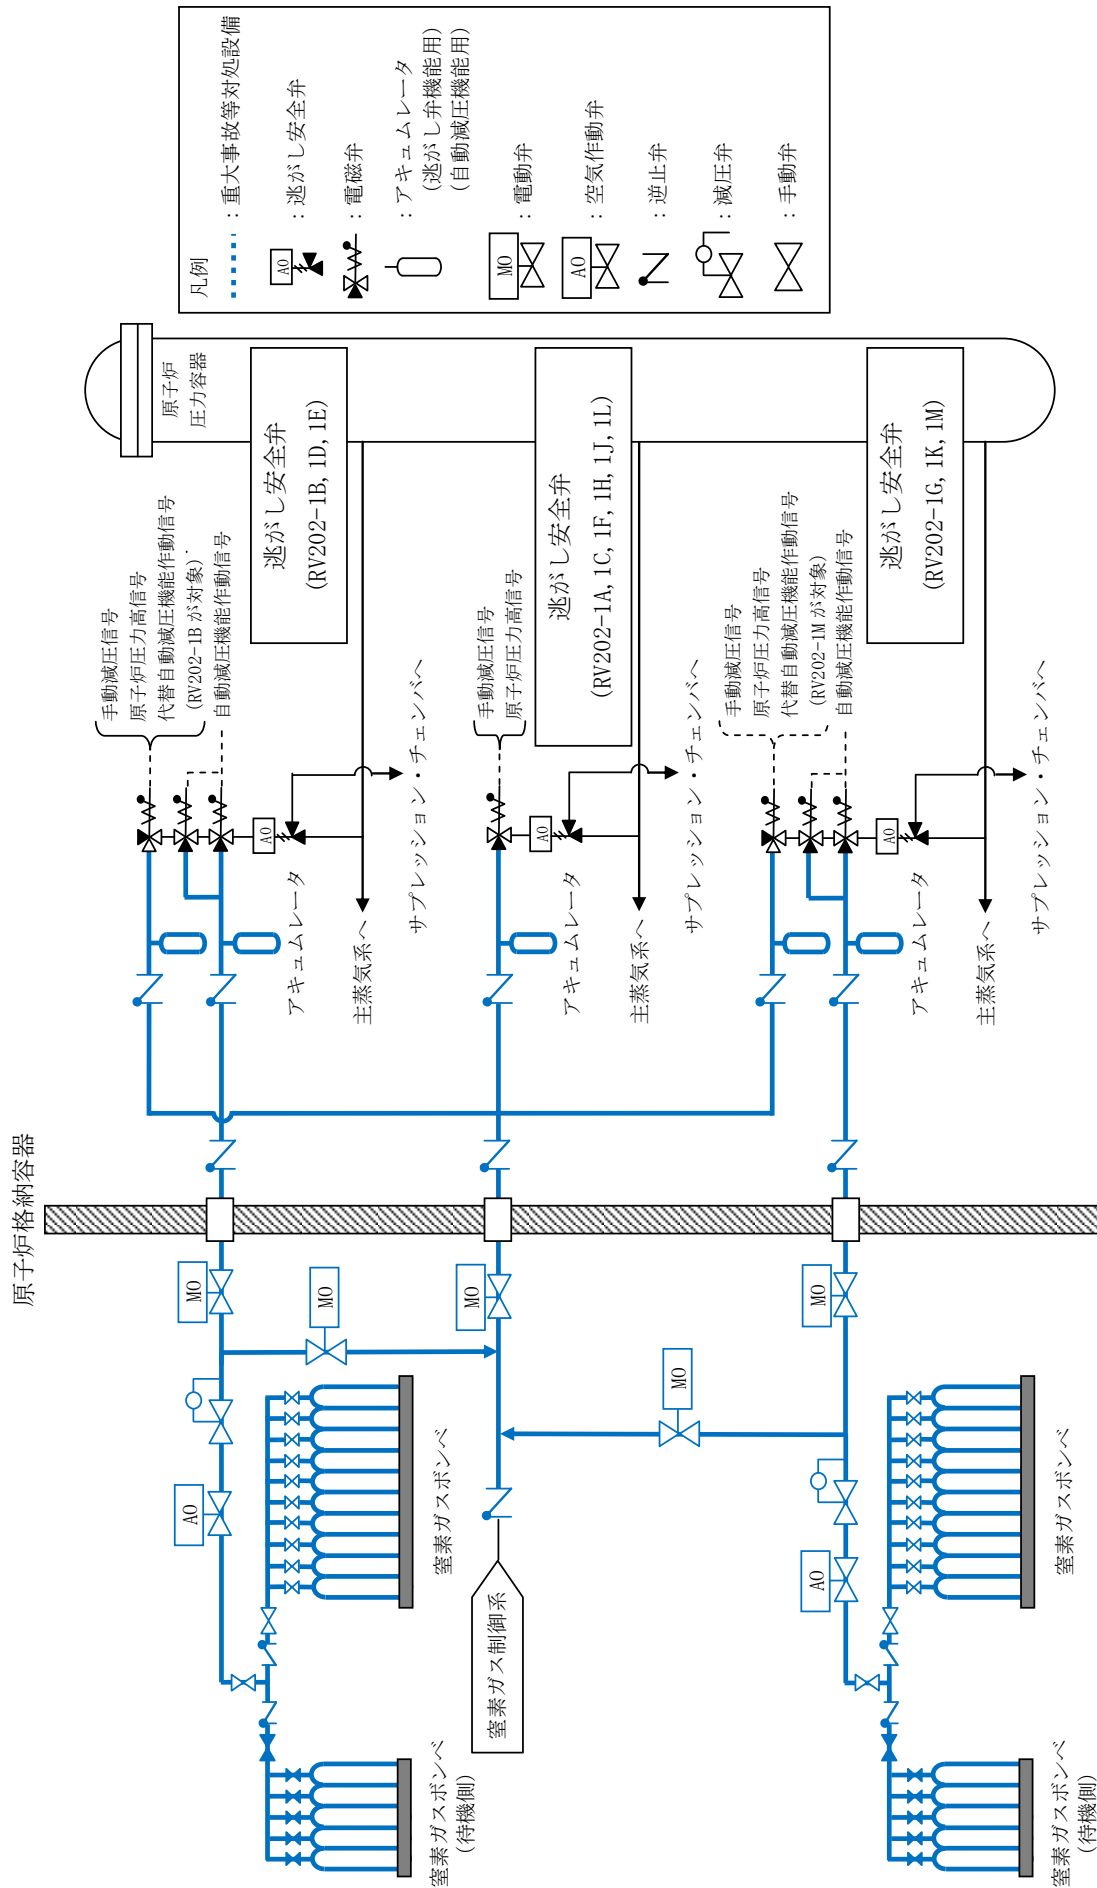 原子炉格納容器
原子炉
圧力容器
手動減圧信号
原子炉圧力高信号
代替自動減圧機能作動信号
(RV202-1Bが対象)
自動減圧機能作動信号
逃がし安全弁
(RV202-1B, 1D, 1E)
AO
アキュムレータ
主蒸気系へ
サプレッション・チェンバへ
手動減圧信号
原子炉圧力高信号
逃がし安全弁
(RV202-1A, 1C, 1F, 1H, 1J, 1L)
AO
アキュムレータ
主蒸気系へ
サプレッション・チェンバへ
手動減圧信号
原子炉圧力高信号
代替自動減圧機能作動信号
(RV202-1Mが対象)
自動減圧機能作動信号
逃がし安全弁
(RV202-1G, 1K, 1M)
AO
アキュムレータ
主蒸気系へ
サプレッション・チェンバへ
MO
MO
MO
MO
MO
AO
AO
窒素ガスボンベ
窒素ガスボンベ
(待機側)
窒素ガス制御系
窒素ガスボンベ
窒素ガスボンベ
(待機側)
凡例
：重大事故等対処設備
AO ：逃がし安全弁
：電磁弁
：アキュムレータ
(逃がし弁機能用)
(自動減圧機能用)
MO ：電動弁
AO ：空気作動弁
：逆止弁
：減圧弁
：手動弁